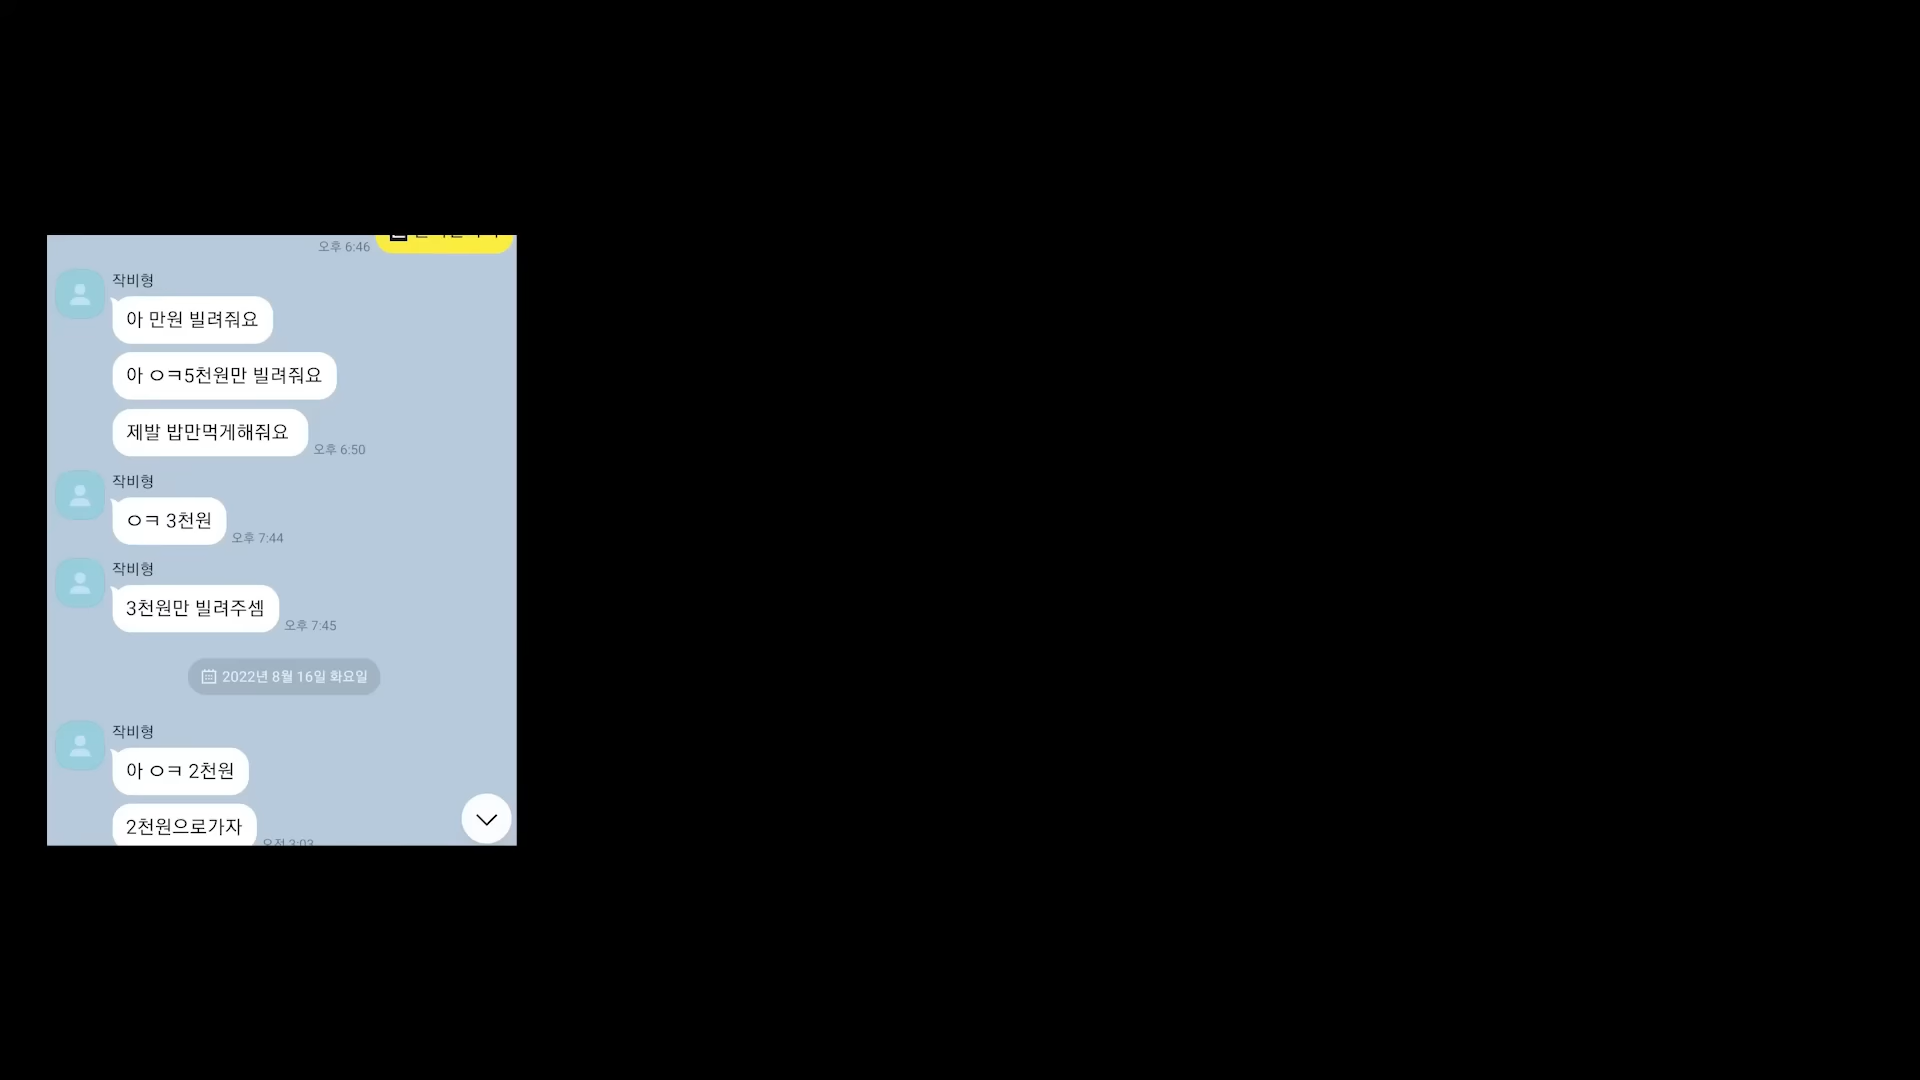 오후 6:46
작비형
아 만원 빌려줘요
아 ㅇㅋ5천원만 빌려줘요
제발 밥만먹게해줘요
오후 6:50
작비형
ㅇㅋ 3천원
오후 7:44
작비형
3천원만 빌려주셈
오후 7:45
2022년 8월 16일 화요일
작비형
아 ㅇㅋ 2천원
2천원으로가자
오전 3:03